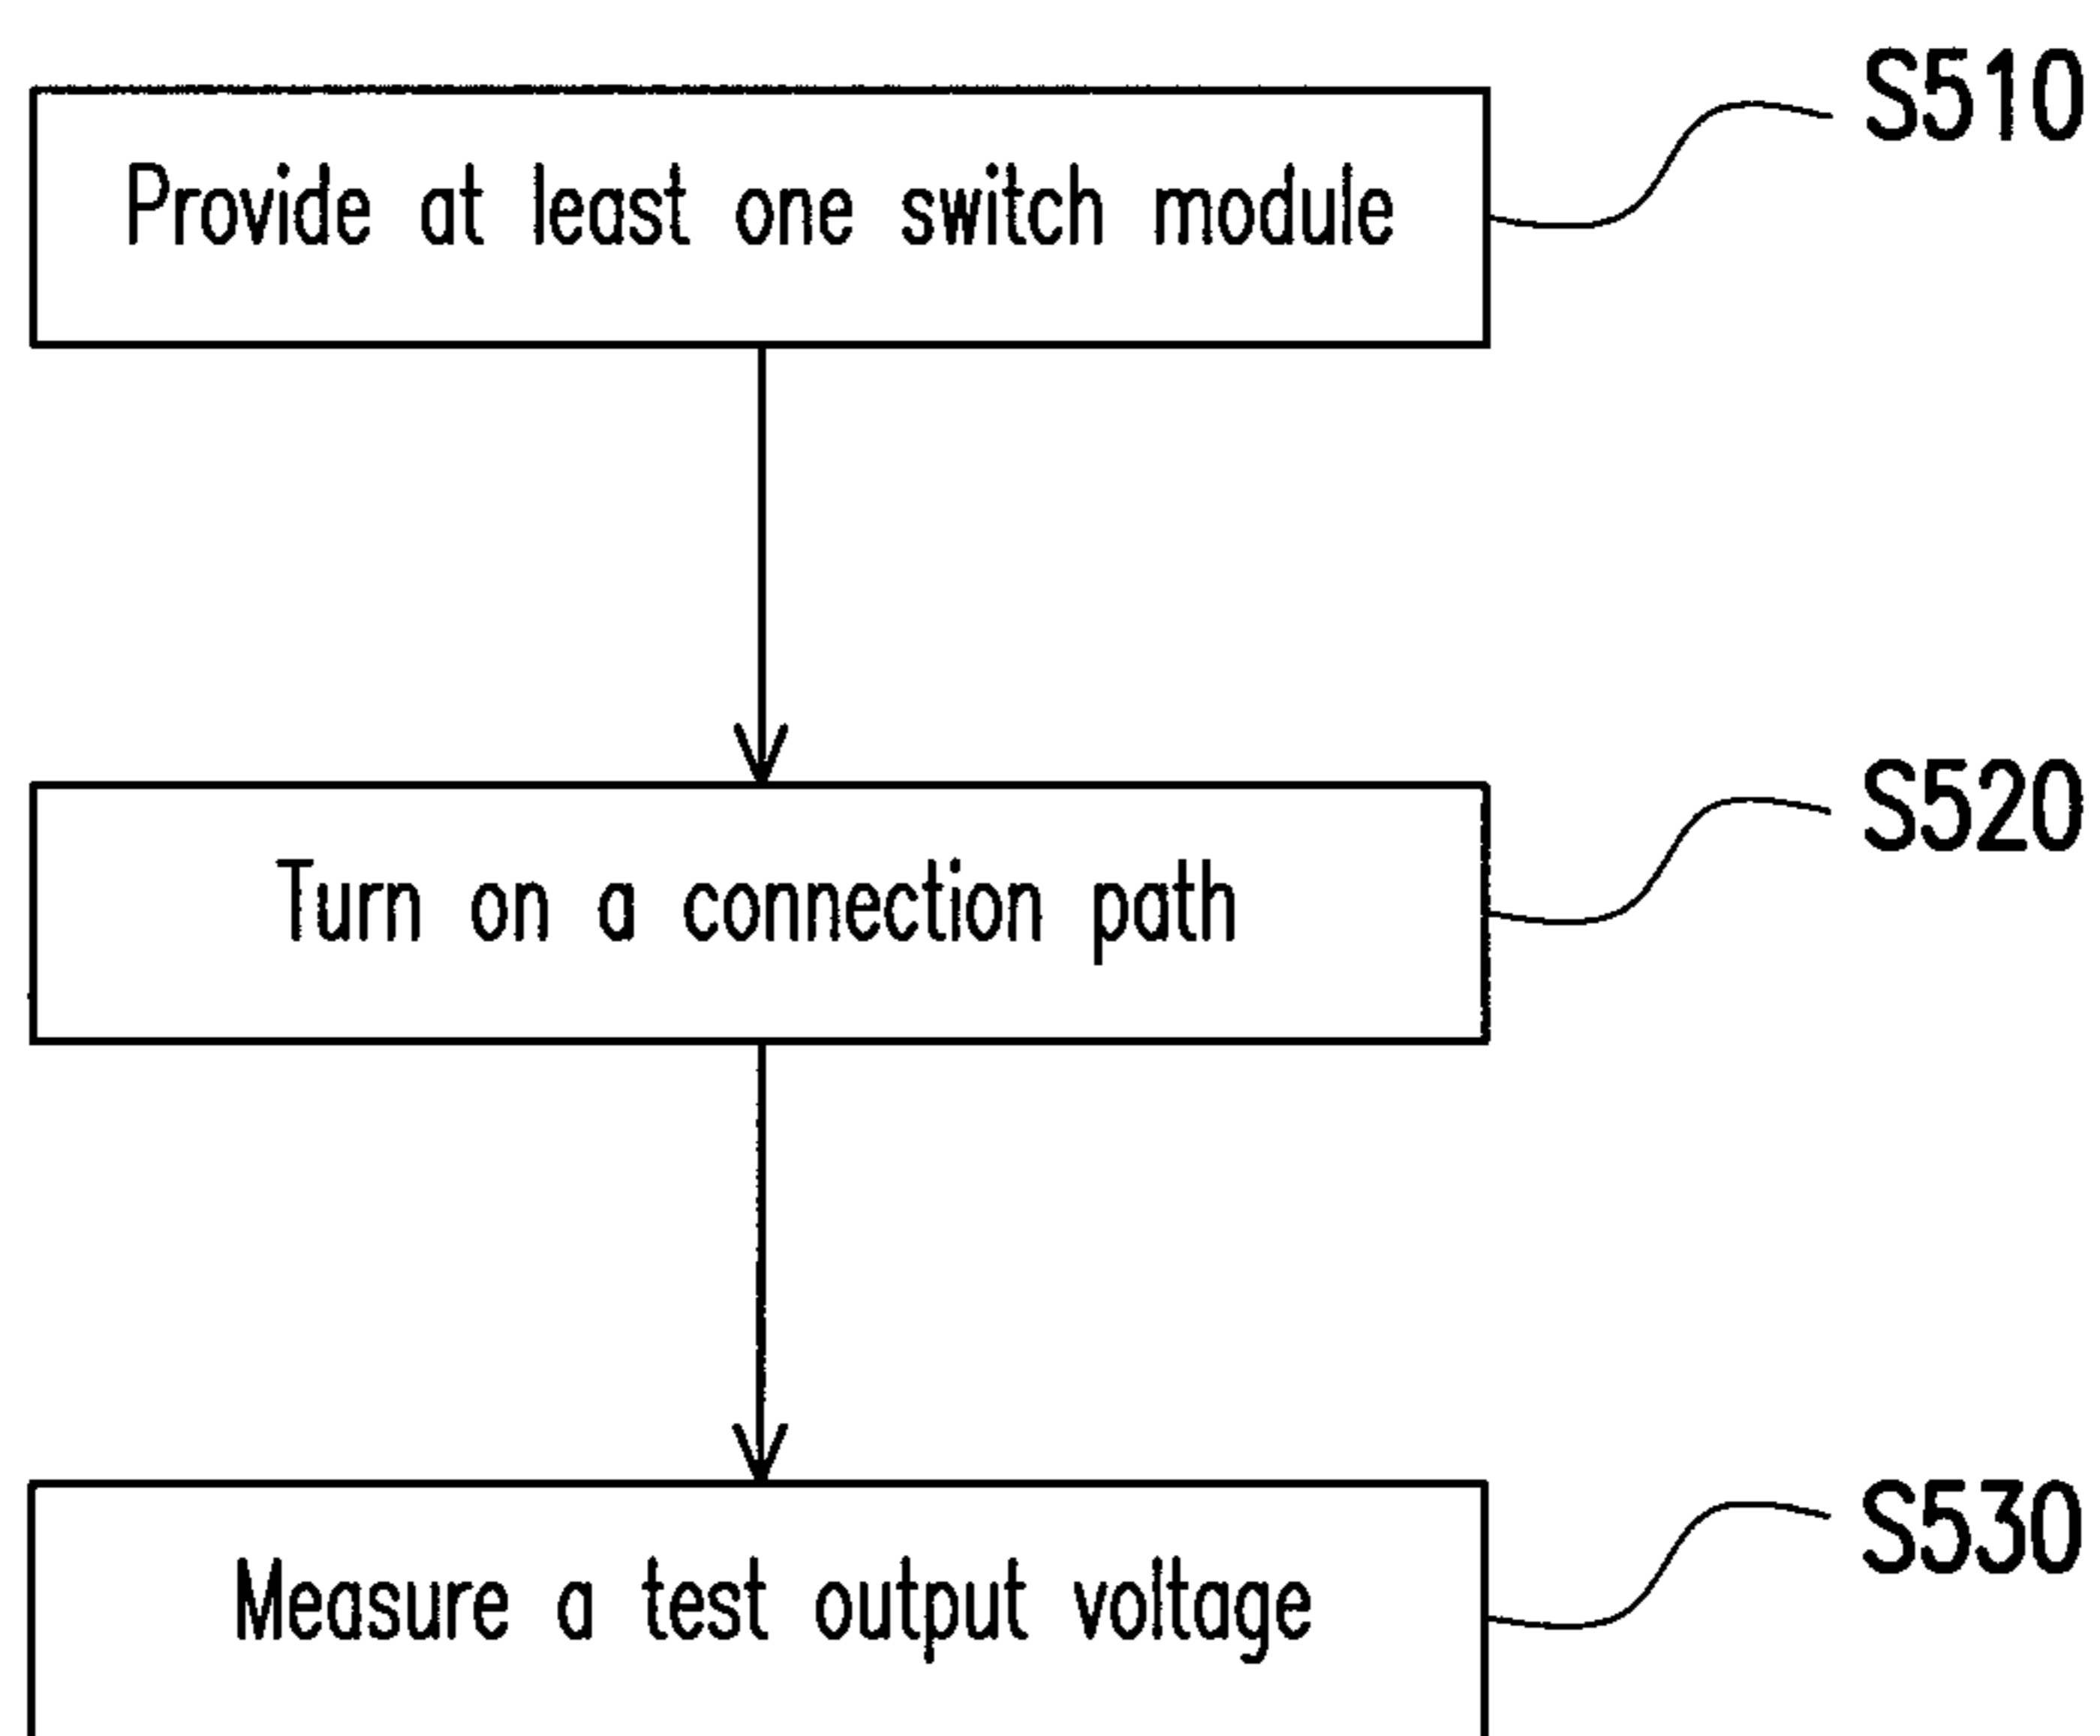 S510
Provide at least one switch module
S520
Turn on a connection path
S530
Measure a test output voltage